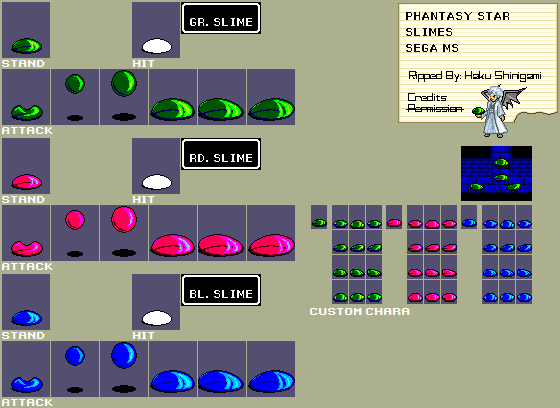 GR. SLIME
STAND
HIT
ATTACK
RD. SLIME
STAND
HIT
ATTACK
BL. SLIME
STAND
HIT
ATTACK
PHANTASY STAR
SLIMES
SEGA MS
Ripped By: Haku Shinigami
Credits
Permission
CUSTOM CHARA